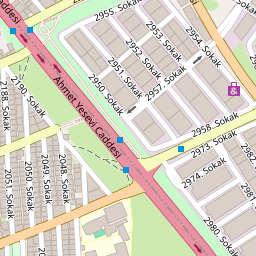 2955. Sokak
2954. Sokak
2953. Sokak
2952. Sokak
2951. Sokak
2950. Sokak
2957. Sokak
2958. Sokak
2973. Sokak
2974. Sokak
2980. Sokak
2190. Sokak
2188. Sokak
2048. Sokak
2049. Sokak
2050. Sokak
2051. Sokak
Ahmet Yesevi Caddesi
Caddesi